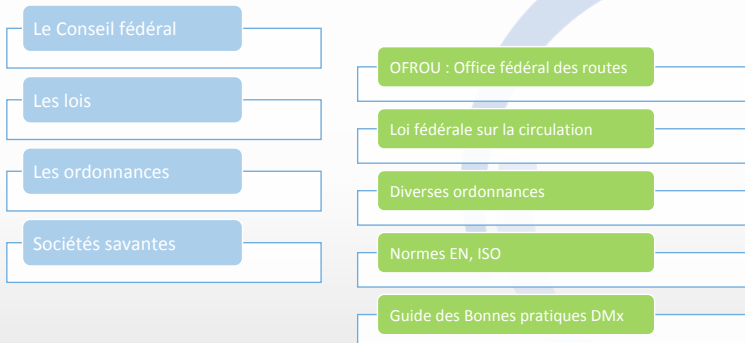 Le Conseil fédéral
Les lois
Les ordonnances
Sociétés savantes
OFROU : Office fédéral des routes
Loi fédérale sur la circulation
Diverses ordonnances
Normes EN, ISO
Guide des Bonnes pratiques DMx